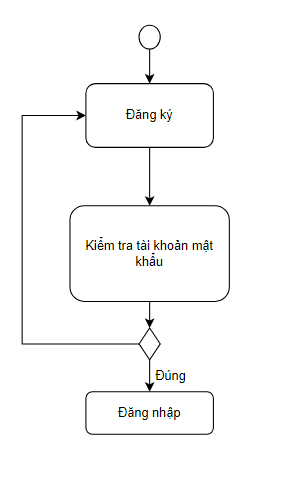 Đăng ký
Kiểm tra tài khoản mật
khẩu
Đúng
Đăng nhập